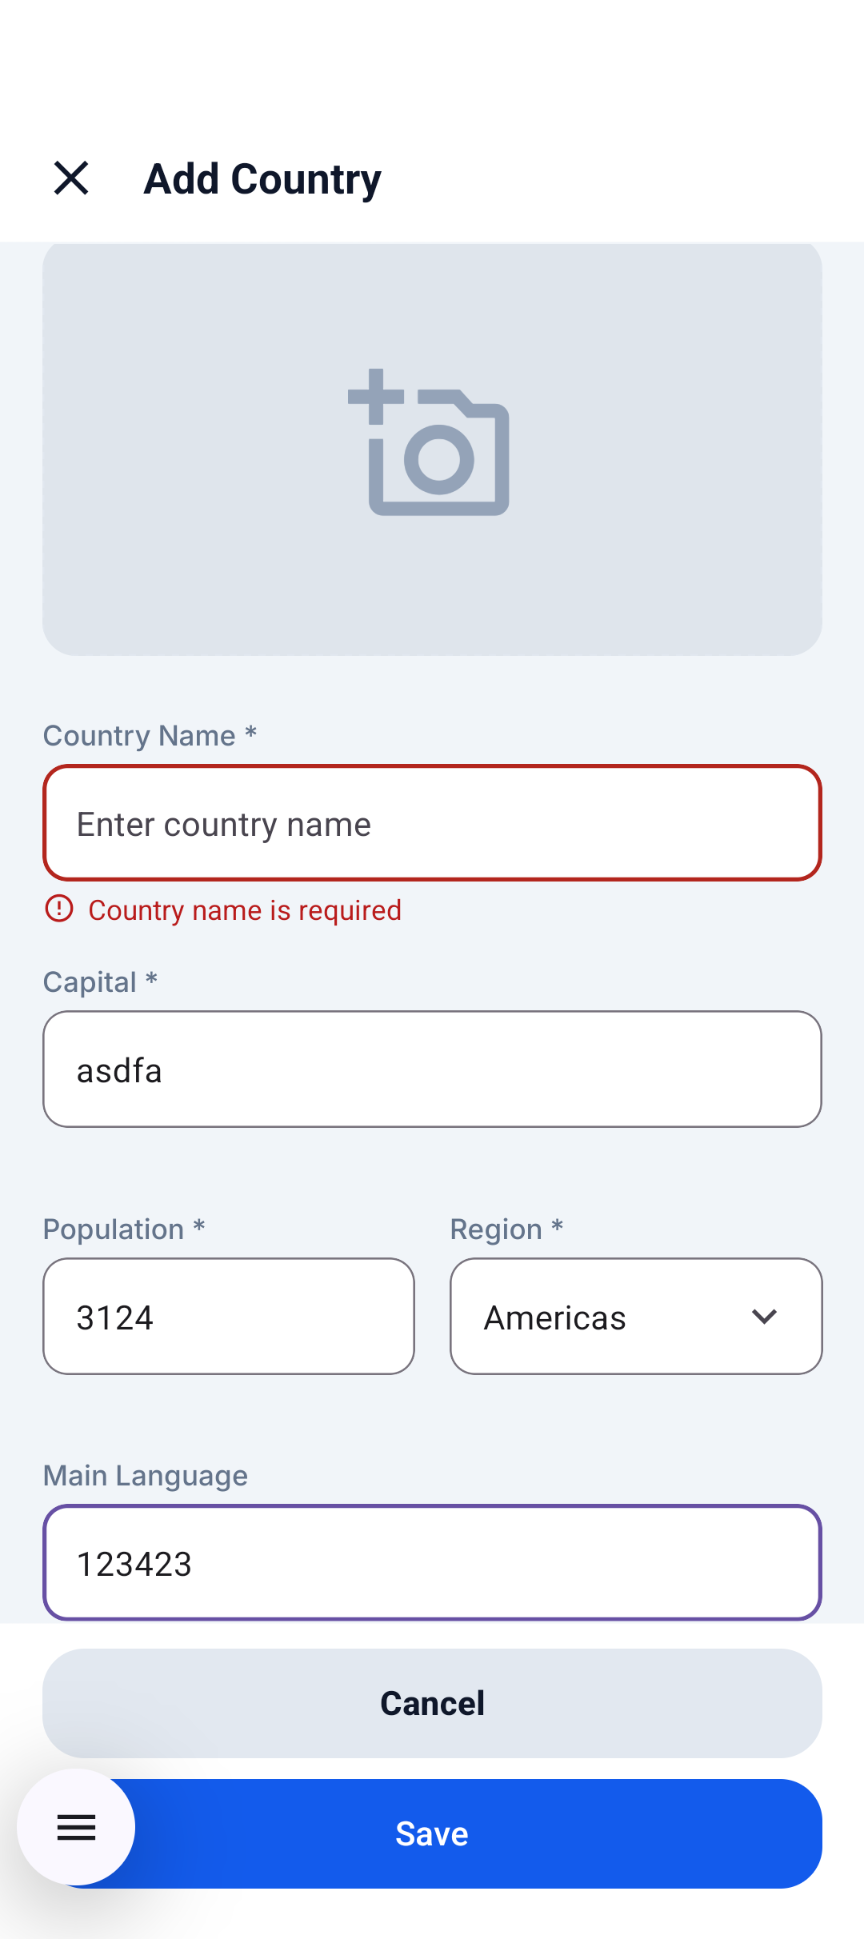 Add Country
Country Name *
Enter country name
Country name is required
Capital *
asdfa
Population *
Region *
3124
Americas
Main Language
123423
Cancel
Save